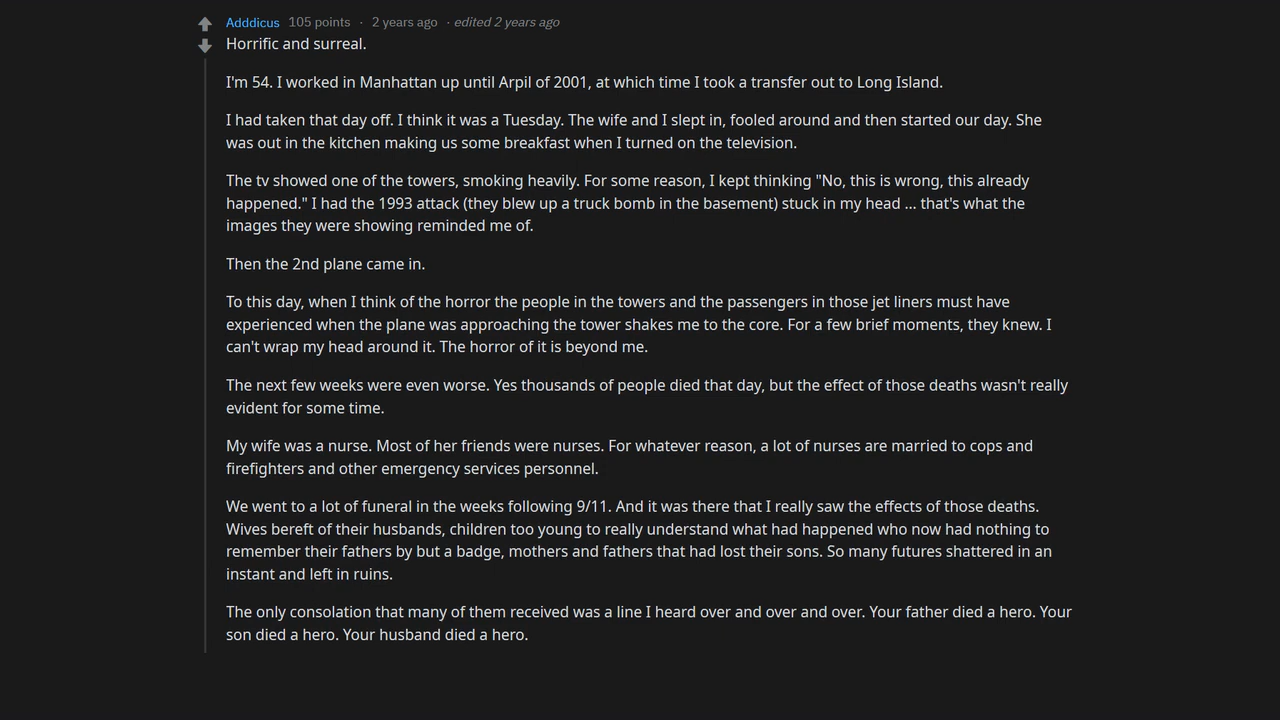 Adddicus 105 points · 2 years ago · edited 2 years ago
Horrific and surreal.
I'm 54. I worked in Manhattan up until Arpil of 2001, at which time I took a transfer out to Long Island.
I had taken that day off. I think it was a Tuesday. The wife and I slept in, fooled around and then started our day. She
was out in the kitchen making us some breakfast when I turned on the television.
The tv showed one of the towers, smoking heavily. For some reason, I kept thinking "No, this is wrong, this already
happened." I had the 1993 attack (they blew up a truck bomb in the basement) stuck in my head ... that's what the
images they were showing reminded me of.
Then the 2nd plane came in.
To this day, when I think of the horror the people in the towers and the passengers in those jet liners must have
experienced when the plane was approaching the tower shakes me to the core. For a few brief moments, they knew. I
can't wrap my head around it. The horror of it is beyond me.
The next few weeks were even worse. Yes thousands of people died that day, but the effect of those deaths wasn't really
evident for some time.
My wife was a nurse. Most of her friends were nurses. For whatever reason, a lot of nurses are married to cops and
firefighters and other emergency services personnel.
We went to a lot of funeral in the weeks following 9/11. And it was there that I really saw the effects of those deaths.
Wives bereft of their husbands, children too young to really understand what had happened who now had nothing to
remember their fathers by but a badge, mothers and fathers that had lost their sons. So many futures shattered in an
instant and left in ruins.
The only consolation that many of them received was a line I heard over and over and over. Your father died a hero. Your
son died a hero. Your husband died a hero.